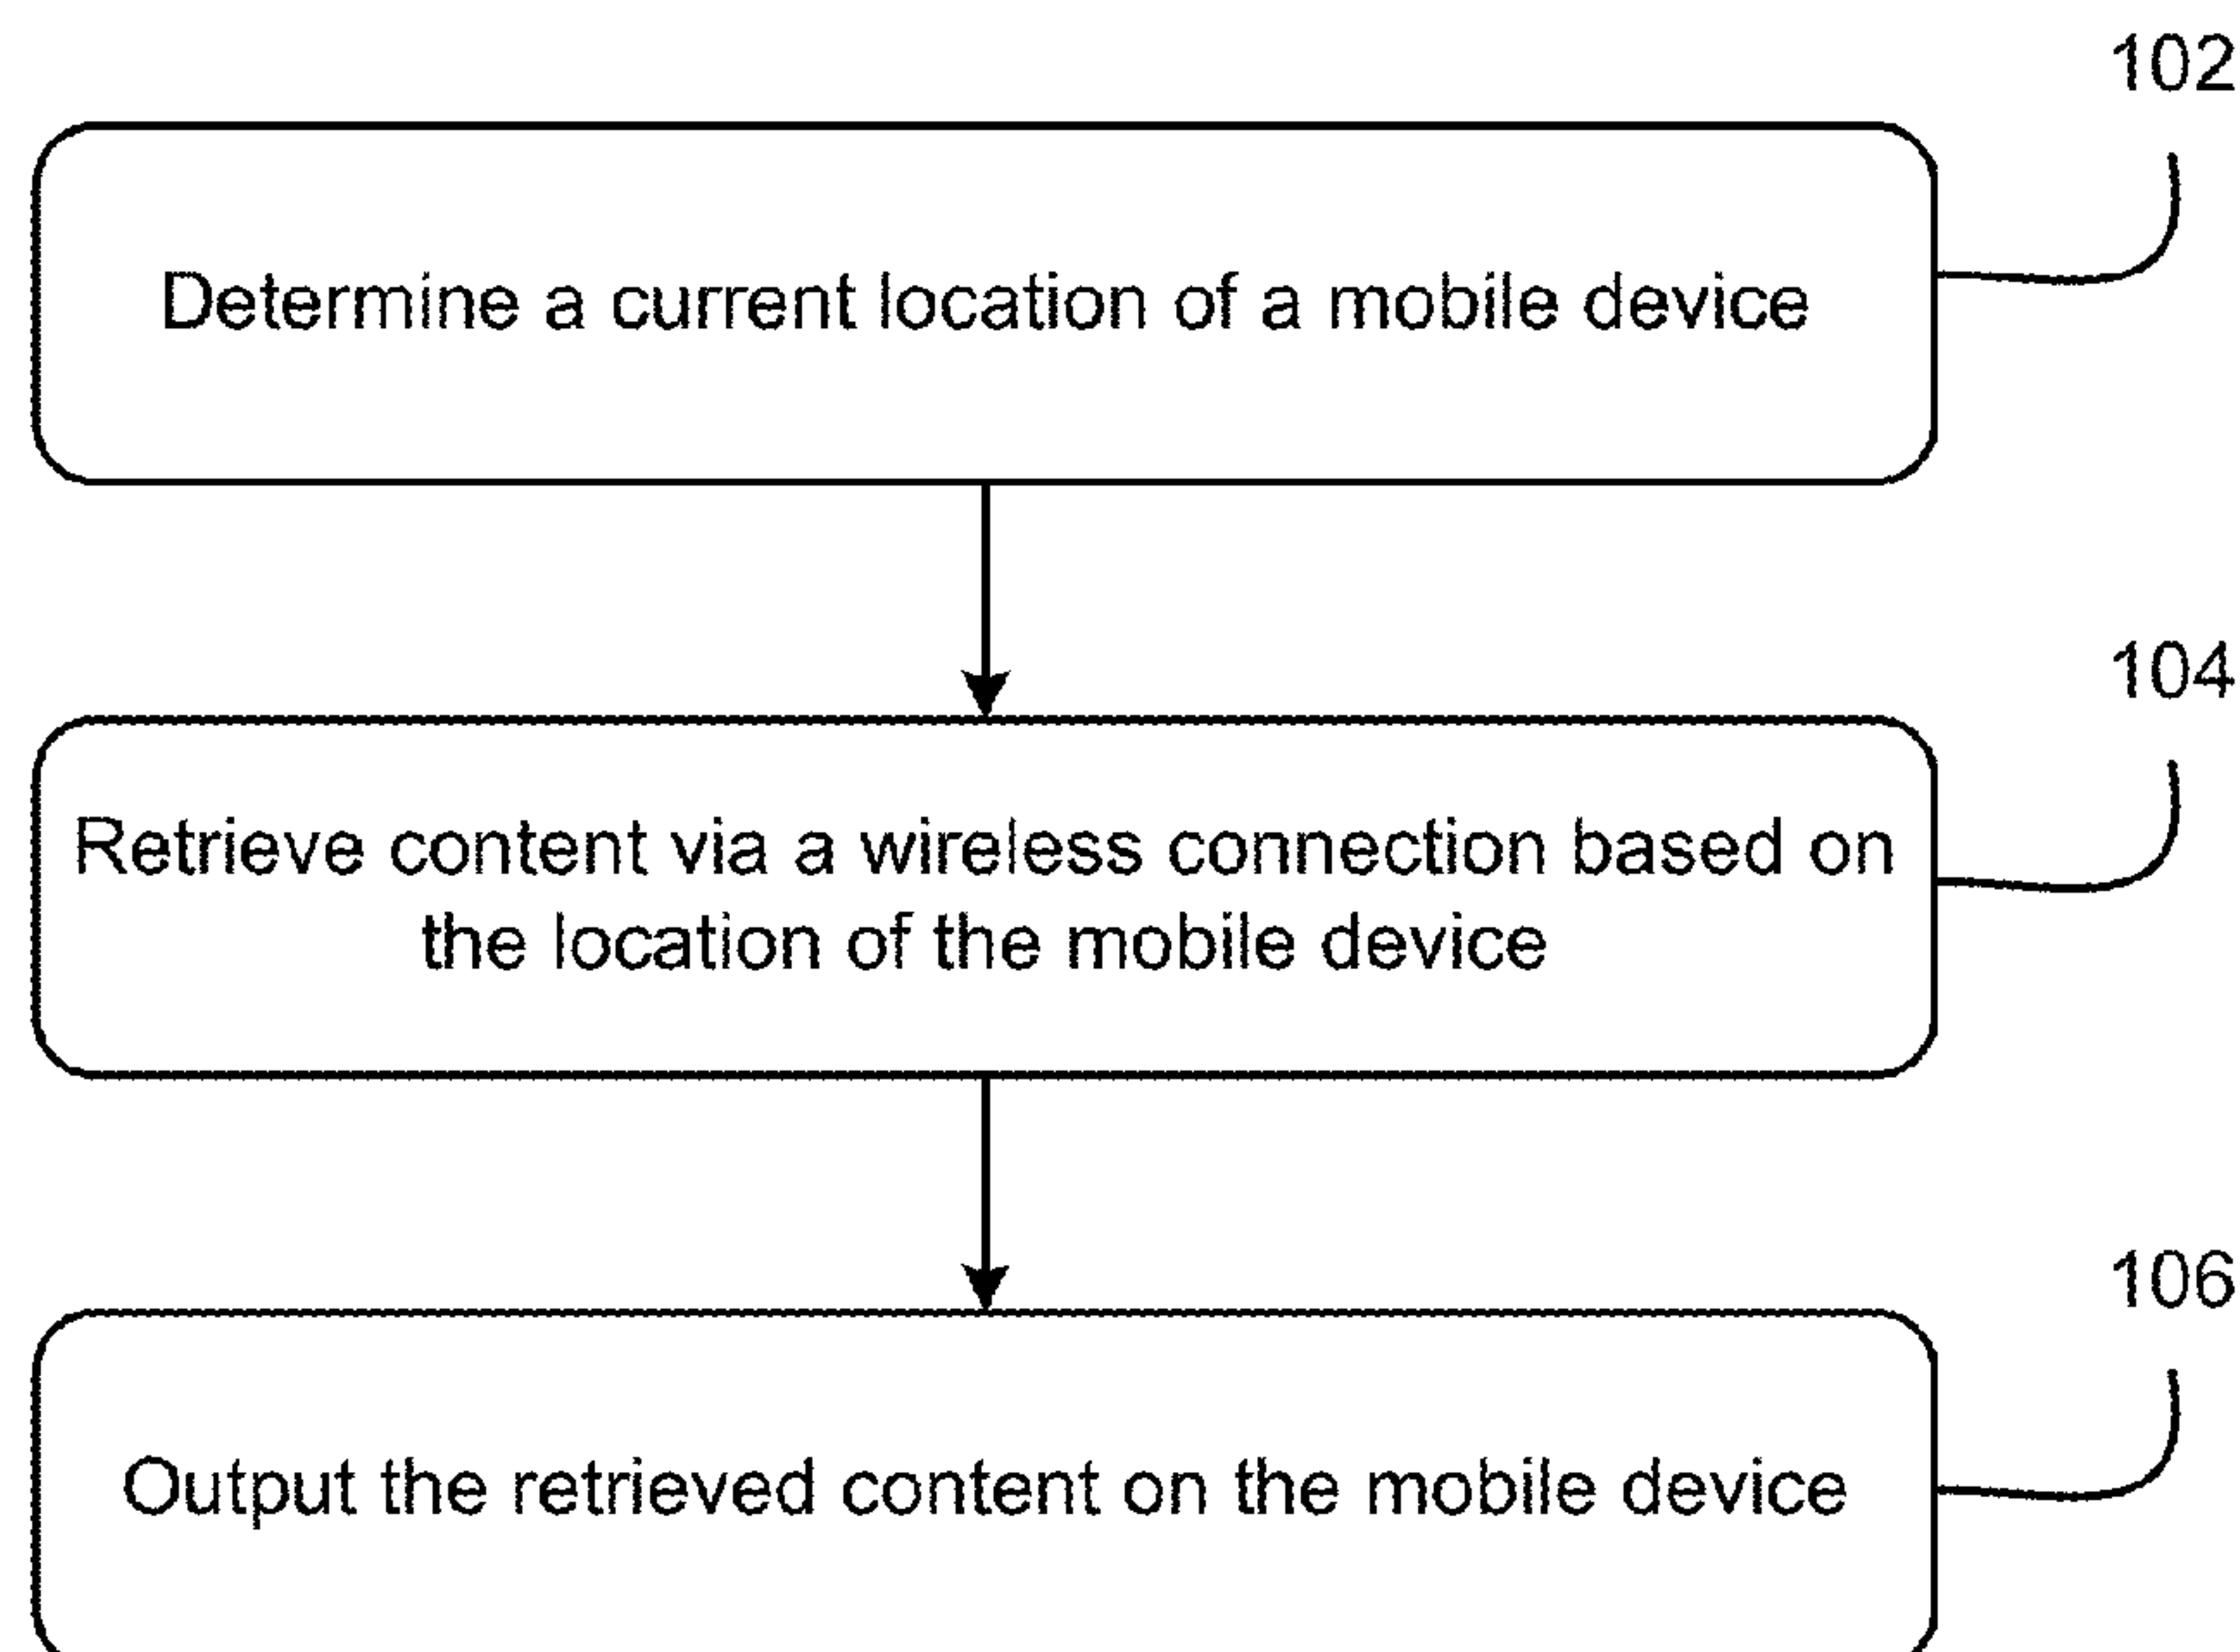 102
Determine a current location of a mobile device
104
Retrieve content via a wireless connection based on
the location of the mobile device
106
Output the retrieved content on the mobile device